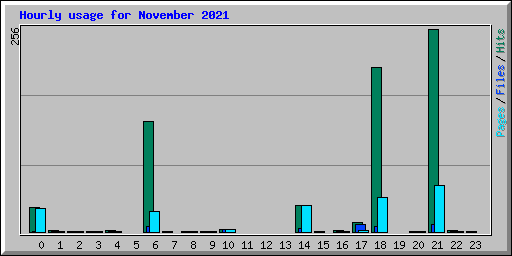 Hourly usage for November 2021
256
Pages/Files/Hits
0 1 2 3 4 5 6 7 8 9 10 11 12 13 14 15 16 17 18 19 20 21 22 23